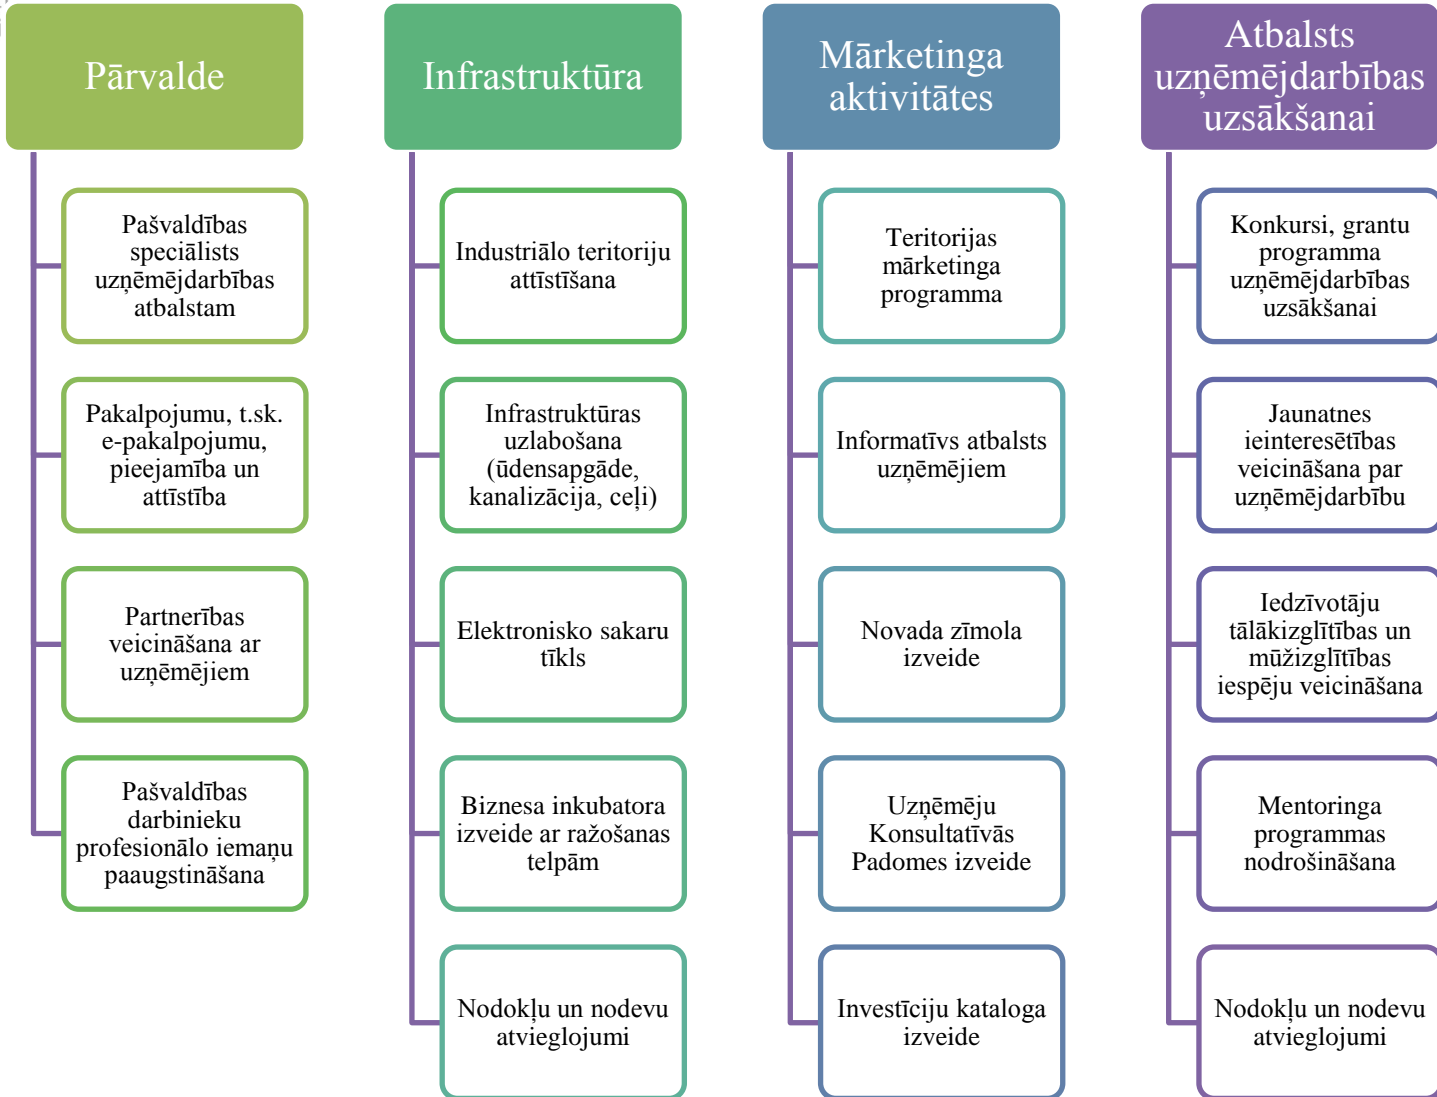 Pārvalde
Pašvaldības
speciālists
uzņēmējdarbības
atbalstam
Pakalpojumu, t.sk.
e-pakalpojumu,
pieejamība un
attīstība
Partnerības
veicināšana ar
uzņēmējiem
Pašvaldības
darbinieku
profesionālo iemaņu
paaugstināšana
Infrastruktūra
Industriālo teritoriju
attīstīšana
Infrastruktūras
uzlabošana
(ūdensapgāde,
kanalizācija, ceļi)
Elektronisko sakaru
tīkls
Biznesa inkubatora
izveide ar ražošanas
telpām
Nodokļu un nodevu
atvieglojumi
Mārketinga
aktivitātes
Teritorijas
mārketinga
programma
Informatīvs atbalsts
uzņēmējiem
Novada zīmola
izveide
Uzņēmēju
Konsultatīvās
Padomes izveide
Investīciju kataloga
izveide
Atbalsts
uzņēmējdarbības
uzsākšanai
Konkursi, grantu
programma
uzņēmējdarbības
uzsākšanai
Jaunatnes
ieinteresētības
veicināšana par
uzņēmējdarbību
Iedzīvotāju
tālākizglītības un
mūžizglītības
iespēju veicināšana
Mentoringa
programmas
nodrošināšana
Nodokļu un nodevu
atvieglojumi